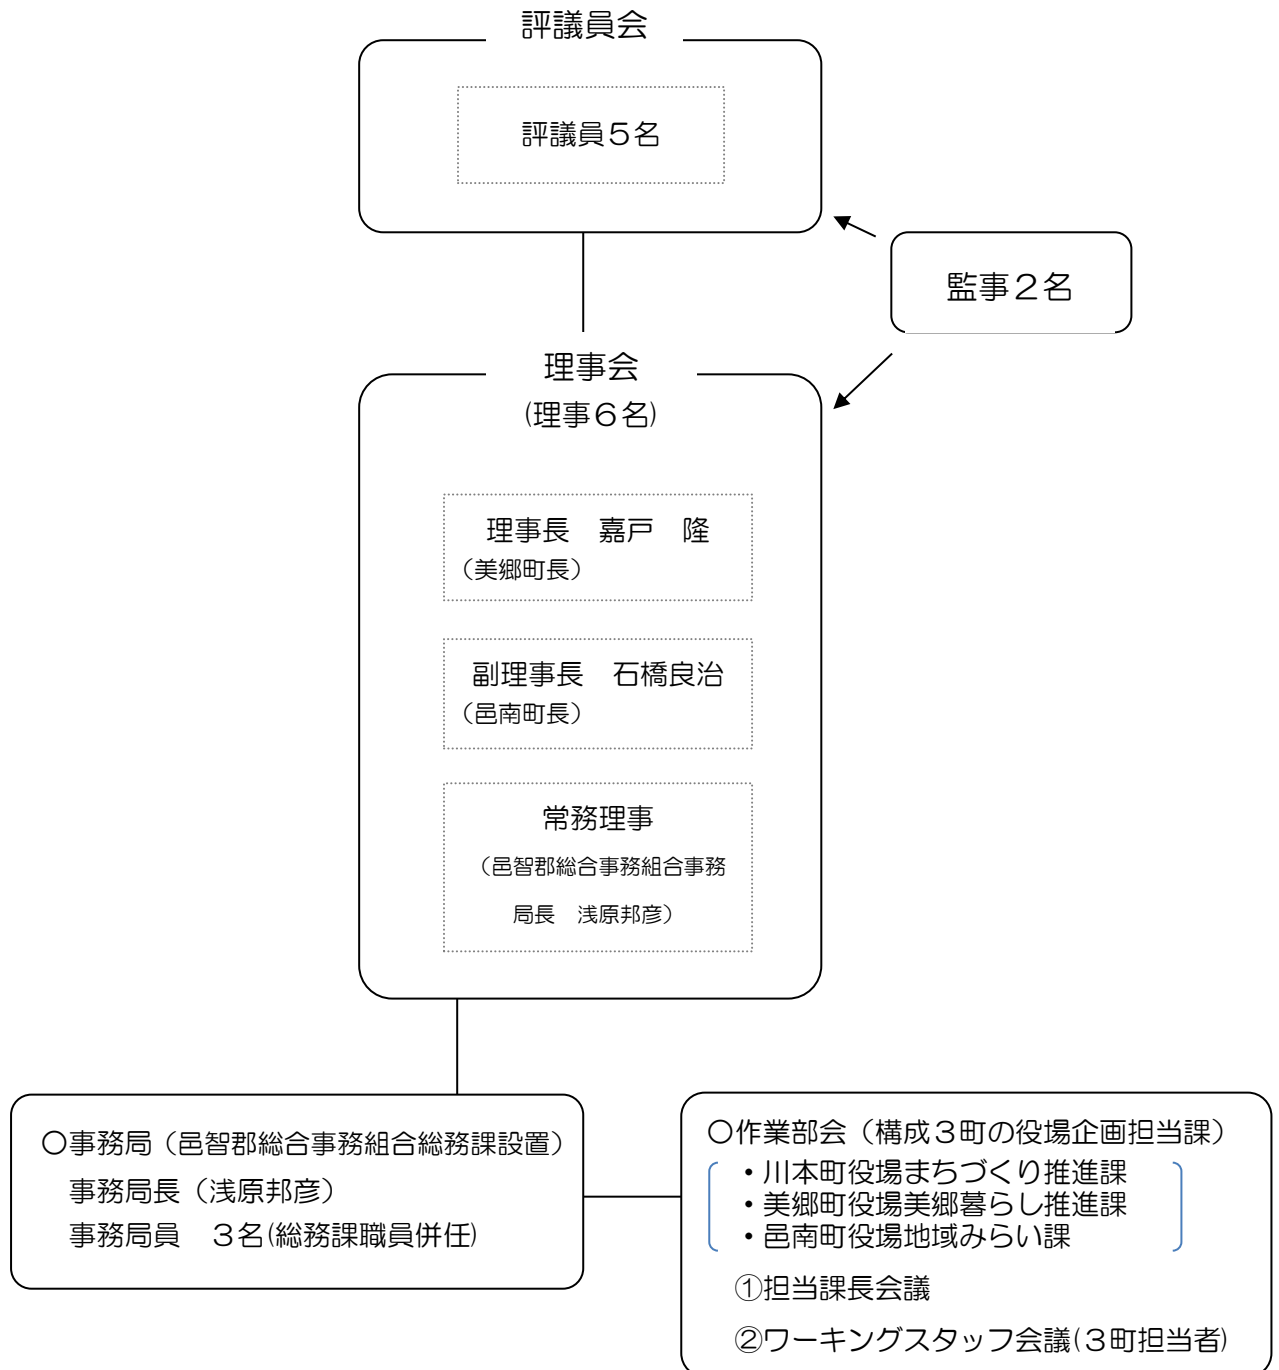 評議員会
評議員５名
監事２名
理事会
(理事６名)
理事長　嘉戸　隆
（美郷町長）
副理事長　石橋良治
（邑南町長）
常務理事
（邑智郡総合事務組合事務
局長　浅原邦彦）
〇事務局（邑智郡総合事務組合総務課設置）
事務局長（浅原邦彦）
事務局員　３名(総務課職員併任)
〇作業部会（構成３町の役場企画担当課）
・川本町役場まちづくり推進課
・美郷町役場美郷暮らし推進課
・邑南町役場地域みらい課
①担当課長会議
②ワーキングスタッフ会議(３町担当者)